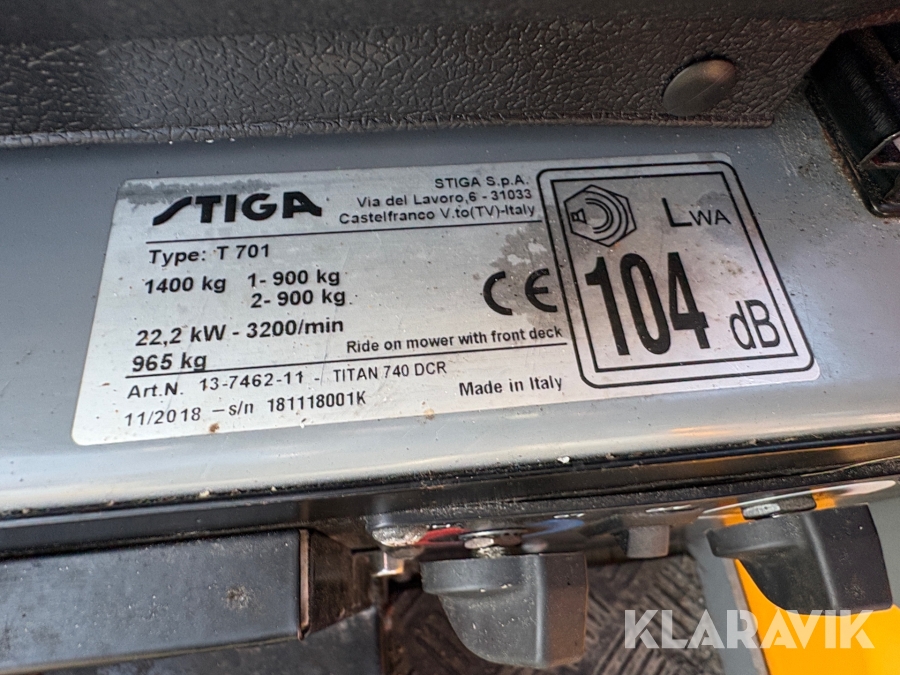 STIGA
STIGA S.p.A.
Via del Lavoro,6 - 31033
Castelfranco V.to(TV)-Italy
Type: T 701
1400 kg 1- 900 kg
2- 900 kg
22,2 kW - 3200/min
965 kg
Ride on mower with front deck
Art.N. 13-7462-11 - TITAN 740 DCR
11/2018 - s/n 181118001K
Made in Italy
CE
LWA
104 dB
KLARAVIK